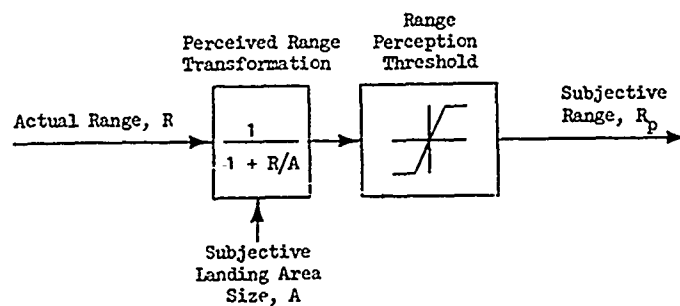 Perceived Range
Transformation
Range
Perception
Threshold
Actual Range, R
1
1 + R/A
Subjective
Range, Rp
Subjective
Landing Area
Size, A